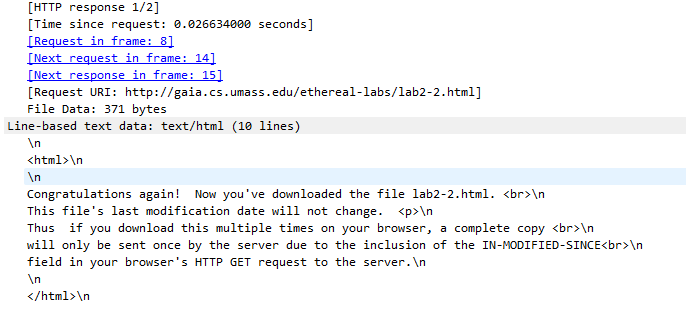 [HTTP response 1/2]
[Time since request: 0.026634000 seconds]
[Request in frame: 8]
[Next request in frame: 14]
[Next response in frame: 15]
[Request URI: http://gaia.cs.umass.edu/ethereal-labs/lab2-2.html]
File Data: 371 bytes
Line-based text data: text/html (10 lines)
\n
<html>\n
\n
Congratulations again!  Now you've downloaded the file lab2-2.html. <br>\n
This file's last modification date will not change.  <p>\n
Thus  if you download this multiple times on your browser, a complete copy <br>\n
will only be sent once by the server due to the inclusion of the IN-MODIFIED-SINCE<br>\n
field in your browser's HTTP GET request to the server.\n
\n
</html>\n